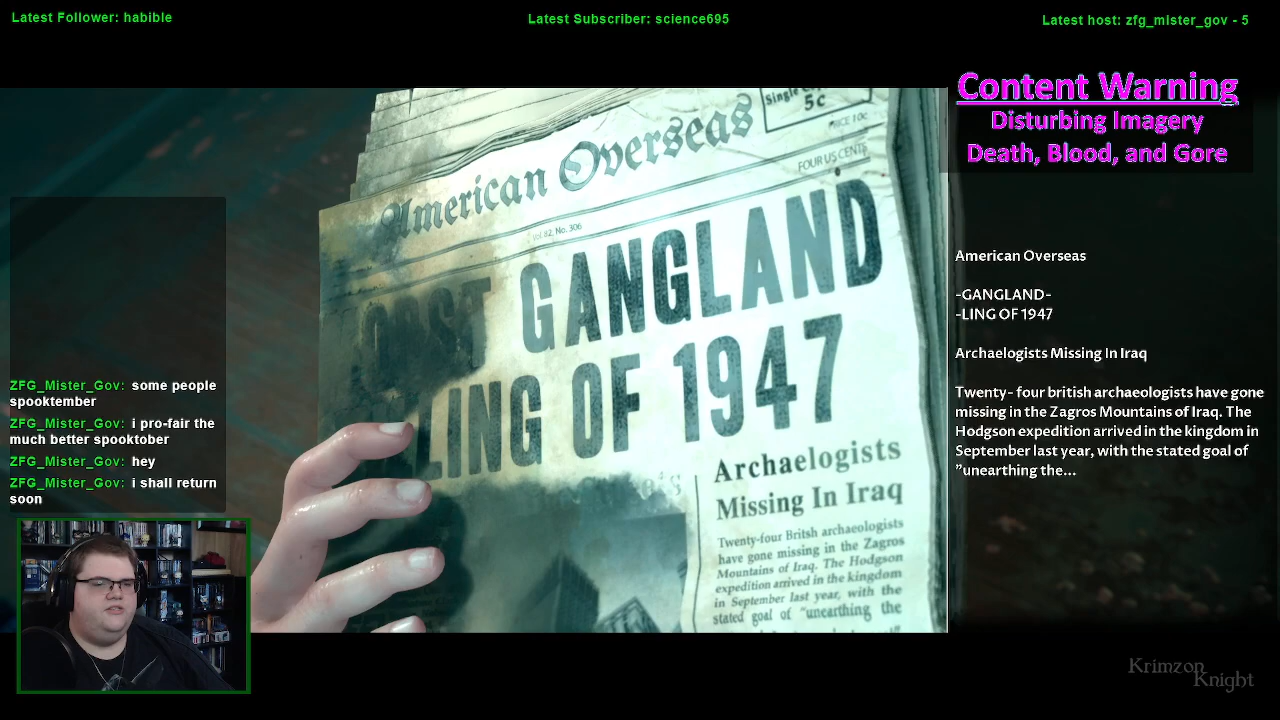 Latest Follower: habible
Latest Subscriber: science695
Latest host: zfg_mister_gov - 5
Content Warning
Disturbing Imagery
Death, Blood, and Gore
Single
5c
PRICE 10c
American Overseas
FOUR US CENTS
Vol 82, No. 306
GANGLAND
LING OF 1947
Archaelogists
Missing In Iraq
Twenty-four Britsh archaeologists
have gone missing in the Zagros
Mountains of Iraq. The Hodgson
expedition arrived in the kingdom
in September last year, with the
stated goal of "unearthing the
American Overseas
-GANGLAND-
-LING OF 1947
Archaelogists Missing In Iraq
Twenty- four british archaeologists have gone
missing in the Zagros Mountains of Iraq. The
Hodgson expedition arrived in the kingdom in
September last year, with the stated goal of
"unearthing the...
ZFG_Mister_Gov: some people
spooktember
ZFG_Mister_Gov: i pro-fair the
much better spooktober
ZFG_Mister_Gov: hey
ZFG_Mister_Gov: i shall return
soon
Krimzon
Knight